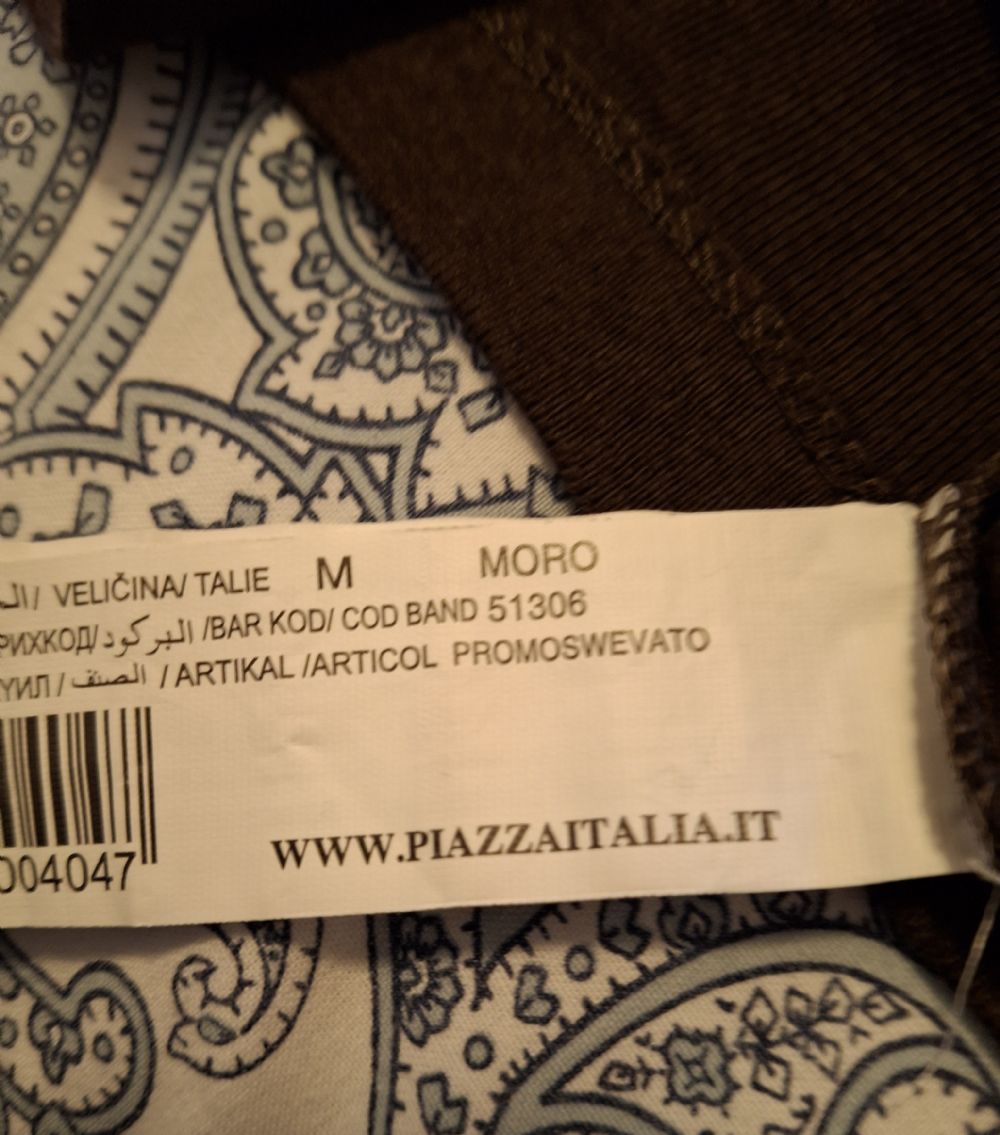 VELIČINA/ TALIE M MORO
البركود /BAR KOD/ COD BAND 51306
الصنف / ARTIKAL /ARTICOL PROMOSWEVATO
004047
WWW.PIAZZAITALIA.IT